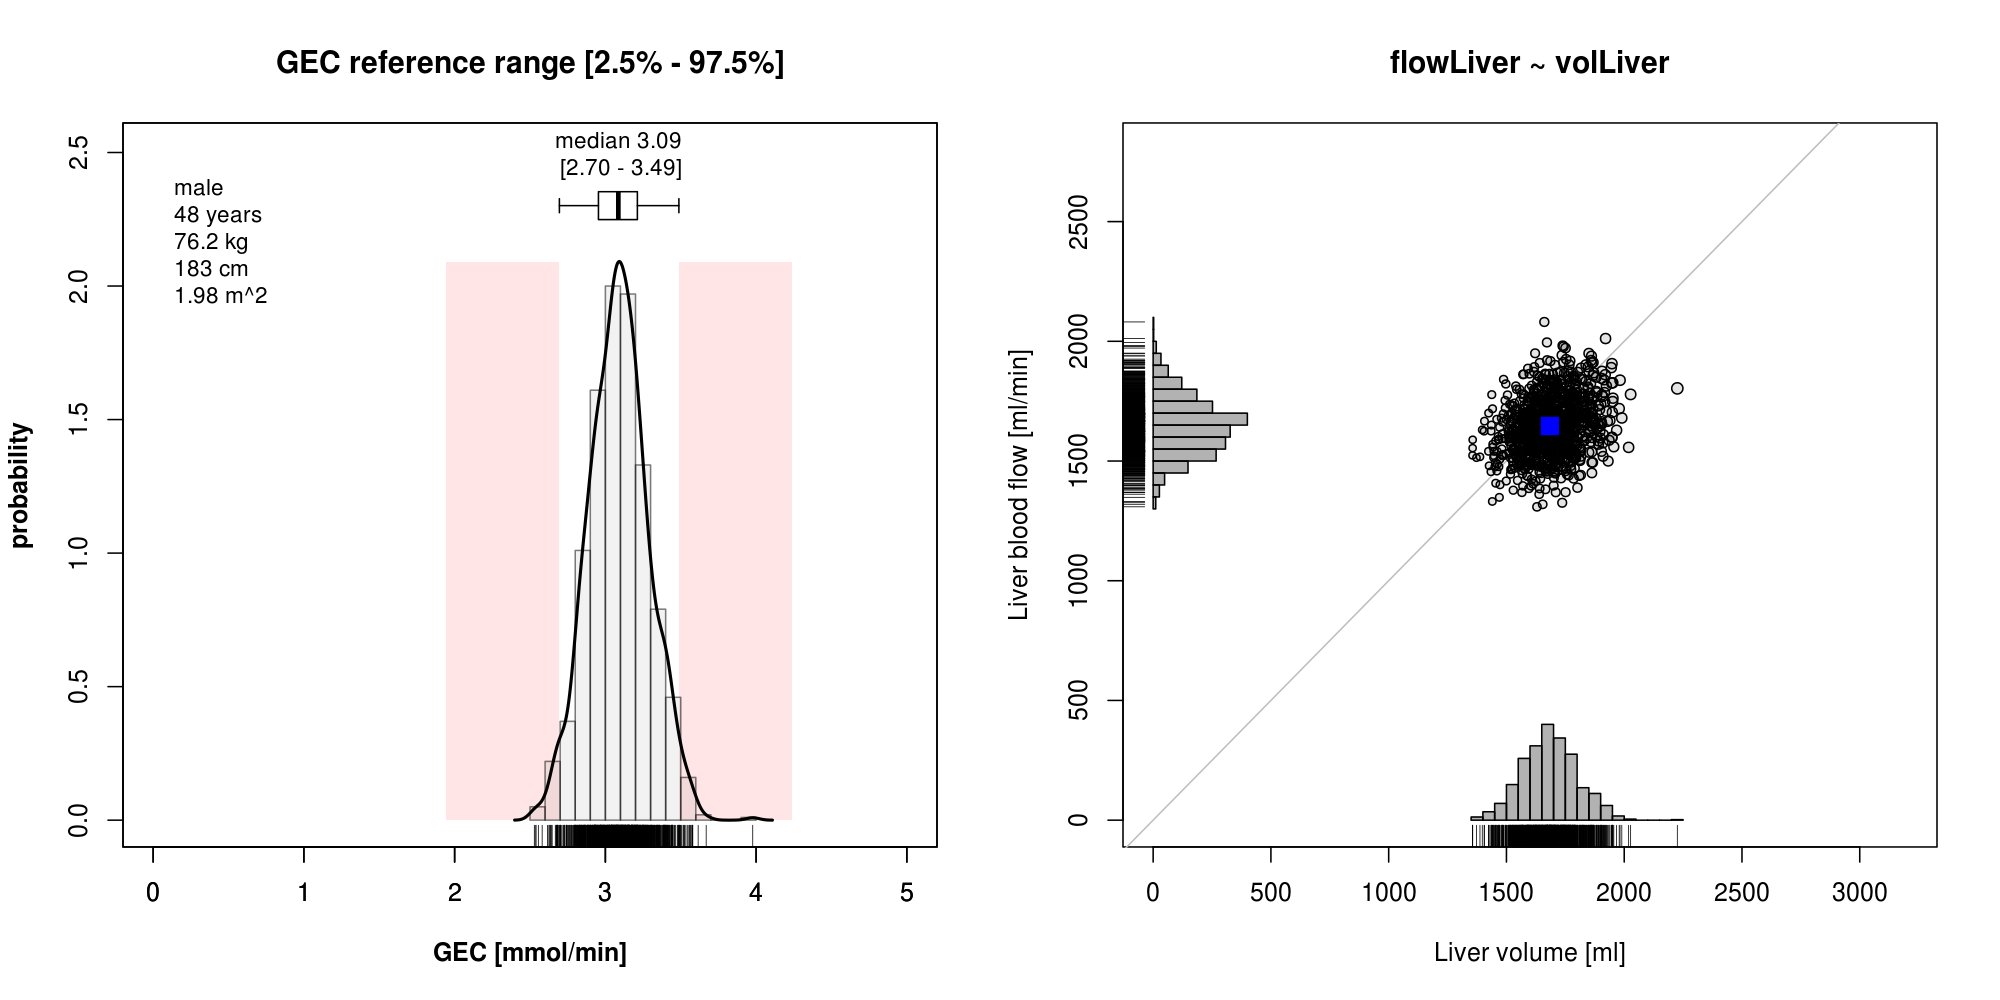 GEC reference range [2.5% - 97.5%]
median 3.09
[2.70 - 3.49]
male
48 years
76.2 kg
183 cm
1.98 m^2
probability
2.5
2.0
1.5
1.0
0.5
0.0
0 1 2 3 4 5
GEC [mmol/min]
flowLiver ~ volLiver
Liver blood flow [ml/min]
2500
2000
1500
1000
500
0
0 500 1000 1500 2000 2500 3000
Liver volume [ml]